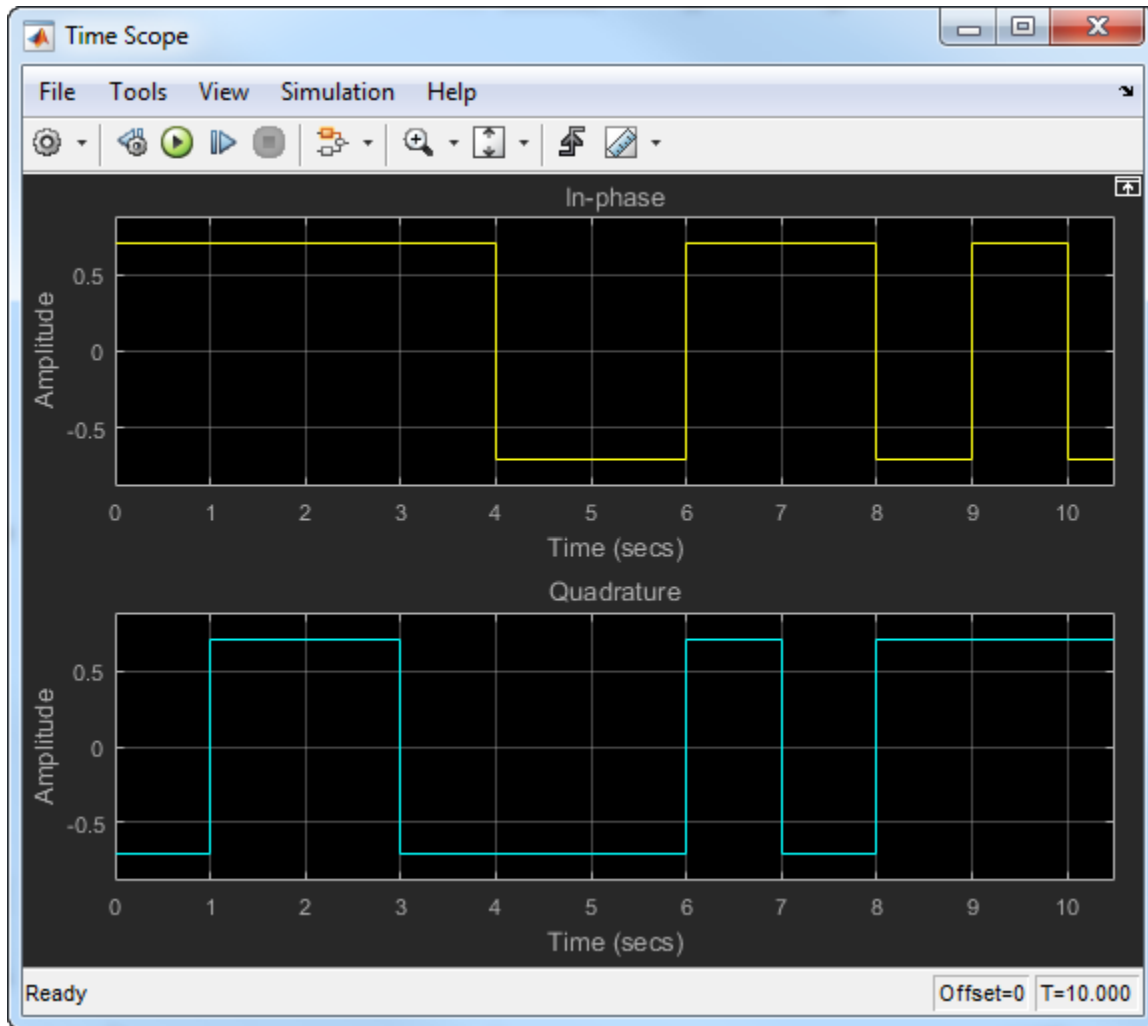 Time Scope
File Tools View Simulation Help
In-phase
Amplitude
0.5
0
-0.5
0 1 2 3 4 5 6 7 8 9 10
Time (secs)
Quadrature
Amplitude
0.5
0
-0.5
0 1 2 3 4 5 6 7 8 9 10
Time (secs)
Ready Offset=0 T=10.000